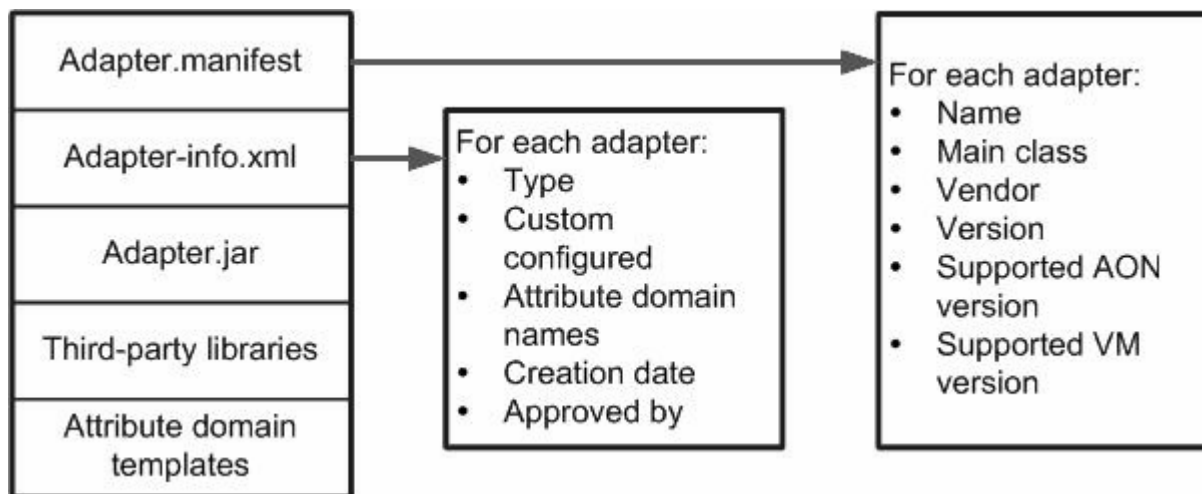 Adapter.manifest
Adapter-info.xml
Adapter.jar
Third-party libraries
Attribute domain
templates
For each adapter:
• Type
• Custom
configured
• Attribute domain
names
• Creation date
• Approved by
For each adapter:
• Name
• Main class
• Vendor
• Version
• Supported AON
version
• Supported VM
version